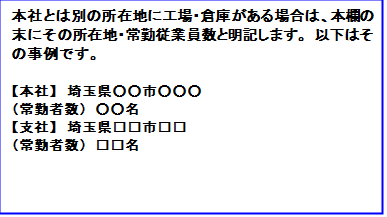 本社とは別の所在地に工場・倉庫がある場合は、本欄の
末にその所在地・常勤従業員数と明記します。以下はそ
の事例です。
【本社】 埼玉県〇〇市〇〇〇
（常勤者数） 〇〇名
【支社】 埼玉県□□市□□
（常勤者数） □□名